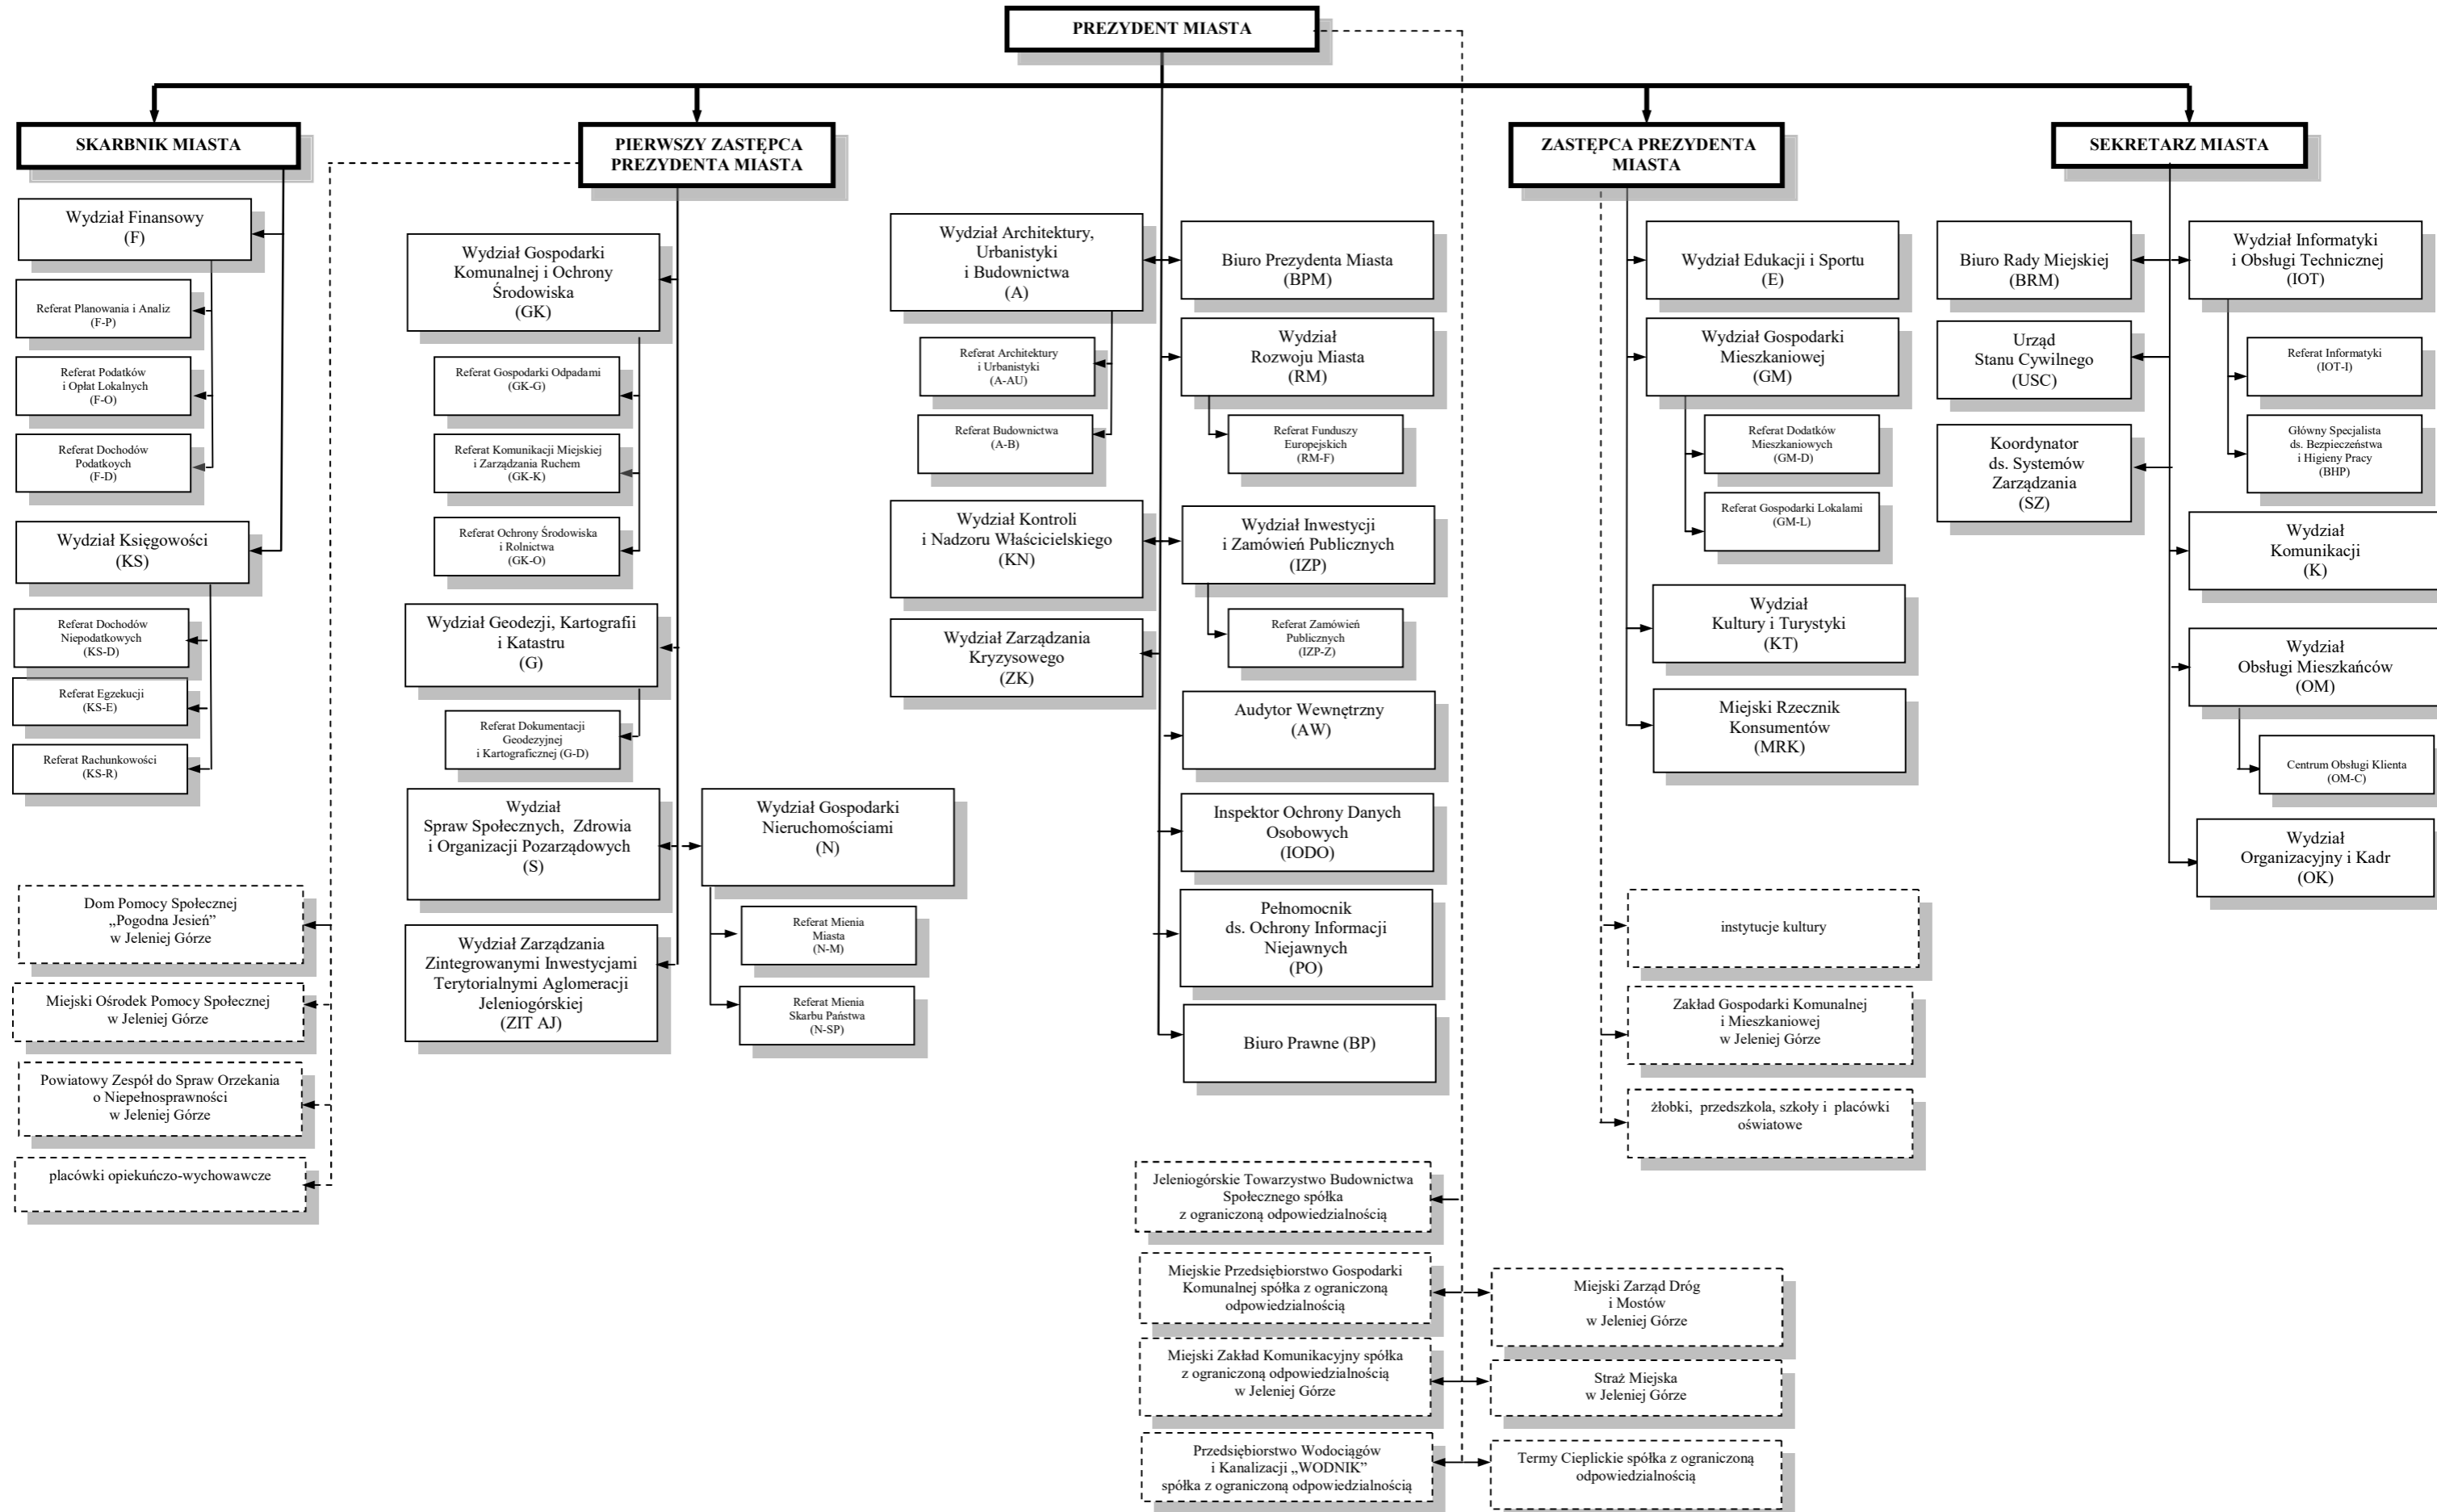 PREZYDENT MIASTA
SKARBNIK MIASTA
PIERWSZY ZASTĘPCA
PREZYDENTA MIASTA
ZASTĘPCA PREZYDENTA
MIASTA
SEKRETARZ MIASTA
Wydział Finansowy
(F)
Referat Planowania i Analiz
(F-P)
Referat Podatków
i Opłat Lokalnych
(F-O)
Referat Dochodów
Podatkoych
(F-D)
Wydział Księgowości
(KS)
Referat Dochodów
Niepodatkowych
(KS-D)
Referat Egzekucji
(KS-E)
Referat Rachunkowości
(KS-R)
Dom Pomocy Społecznej
„Pogodna Jesień”
w Jeleniej Górze
Miejski Ośrodek Pomocy Społecznej
w Jeleniej Górze
Powiatowy Zespół do Spraw Orzekania
o Niepełnosprawności
w Jeleniej Górze
placówki opiekuńczo-wychowawcze
Wydział Gospodarki
Komunalnej i Ochrony
Środowiska
(GK)
Referat Gospodarki Odpadami
(GK-G)
Referat Komunikacji Miejskiej
i Zarządzania Ruchem
(GK-K)
Referat Ochrony Środowiska
i Rolnictwa
(GK-O)
Wydział Geodezji, Kartografii
i Katastru
(G)
Referat Dokumentacji
Geodezyjnej
i Kartograficznej (G-D)
Wydział
Spraw Społecznych, Zdrowia
i Organizacji Pozarządowych
(S)
Wydział Zarządzania
Zintegrowanymi Inwestycjami
Terytorialnymi Aglomeracji
Jeleniogórskiej
(ZIT AJ)
Wydział Gospodarki
Nieruchomościami
(N)
Referat Mienia
Miasta
(N-M)
Referat Mienia
Skarbu Państwa
(N-SP)
Wydział Architektury,
Urbanistyki
i Budownictwa
(A)
Referat Architektury
i Urbanistyki
(A-AU)
Referat Budownictwa
(A-B)
Wydział Kontroli
i Nadzoru Właścicielskiego
(KN)
Wydział Zarządzania
Kryzysowego
(ZK)
Biuro Prezydenta Miasta
(BPM)
Wydział
Rozwoju Miasta
(RM)
Referat Funduszy
Europejskich
(RM-F)
Wydział Inwestycji
i Zamówień Publicznych
(IZP)
Referat Zamówień
Publicznych
(IZP-Z)
Audytor Wewnętrzny
(AW)
Inspektor Ochrony Danych
Osobowych
(IODO)
Pełnomocnik
ds. Ochrony Informacji
Niejawnych
(PO)
Biuro Prawne (BP)
Jeleniogórskie Towarzystwo Budownictwa
Społecznego spółka
z ograniczoną odpowiedzialnością
Miejskie Przedsiębiorstwo Gospodarki
Komunalnej spółka z ograniczoną
odpowiedzialnością
Miejski Zakład Komunikacyjny spółka
z ograniczoną odpowiedzialnością
w Jeleniej Górze
Przedsiębiorstwo Wodociągów
i Kanalizacji „WODNIK”
spółka z ograniczoną odpowiedzialnością
Miejski Zarząd Dróg
i Mostów
w Jeleniej Górze
Straż Miejska
w Jeleniej Górze
Termy Cieplickie spółka z ograniczoną
odpowiedzialnością
Wydział Edukacji i Sportu
(E)
Wydział Gospodarki
Mieszkaniowej
(GM)
Referat Dodatków
Mieszkaniowych
(GM-D)
Referat Gospodarki Lokalami
(GM-L)
Wydział
Kultury i Turystyki
(KT)
Miejski Rzecznik
Konsumentów
(MRK)
instytucje kultury
Zakład Gospodarki Komunalnej
i Mieszkaniowej
w Jeleniej Górze
żłobki, przedszkola, szkoły i placówki
oświatowe
Biuro Rady Miejskiej
(BRM)
Urząd
Stanu Cywilnego
(USC)
Koordynator
ds. Systemów
Zarządzania
(SZ)
Wydział Informatyki
i Obsługi Technicznej
(IOT)
Referat Informatyki
(IOT-I)
Główny Specjalista
ds. Bezpieczeństwa
i Higieny Pracy
(BHP)
Wydział
Komunikacji
(K)
Wydział
Obsługi Mieszkańców
(OM)
Centrum Obsługi Klienta
(OM-C)
Wydział
Organizacyjny i Kadr
(OK)